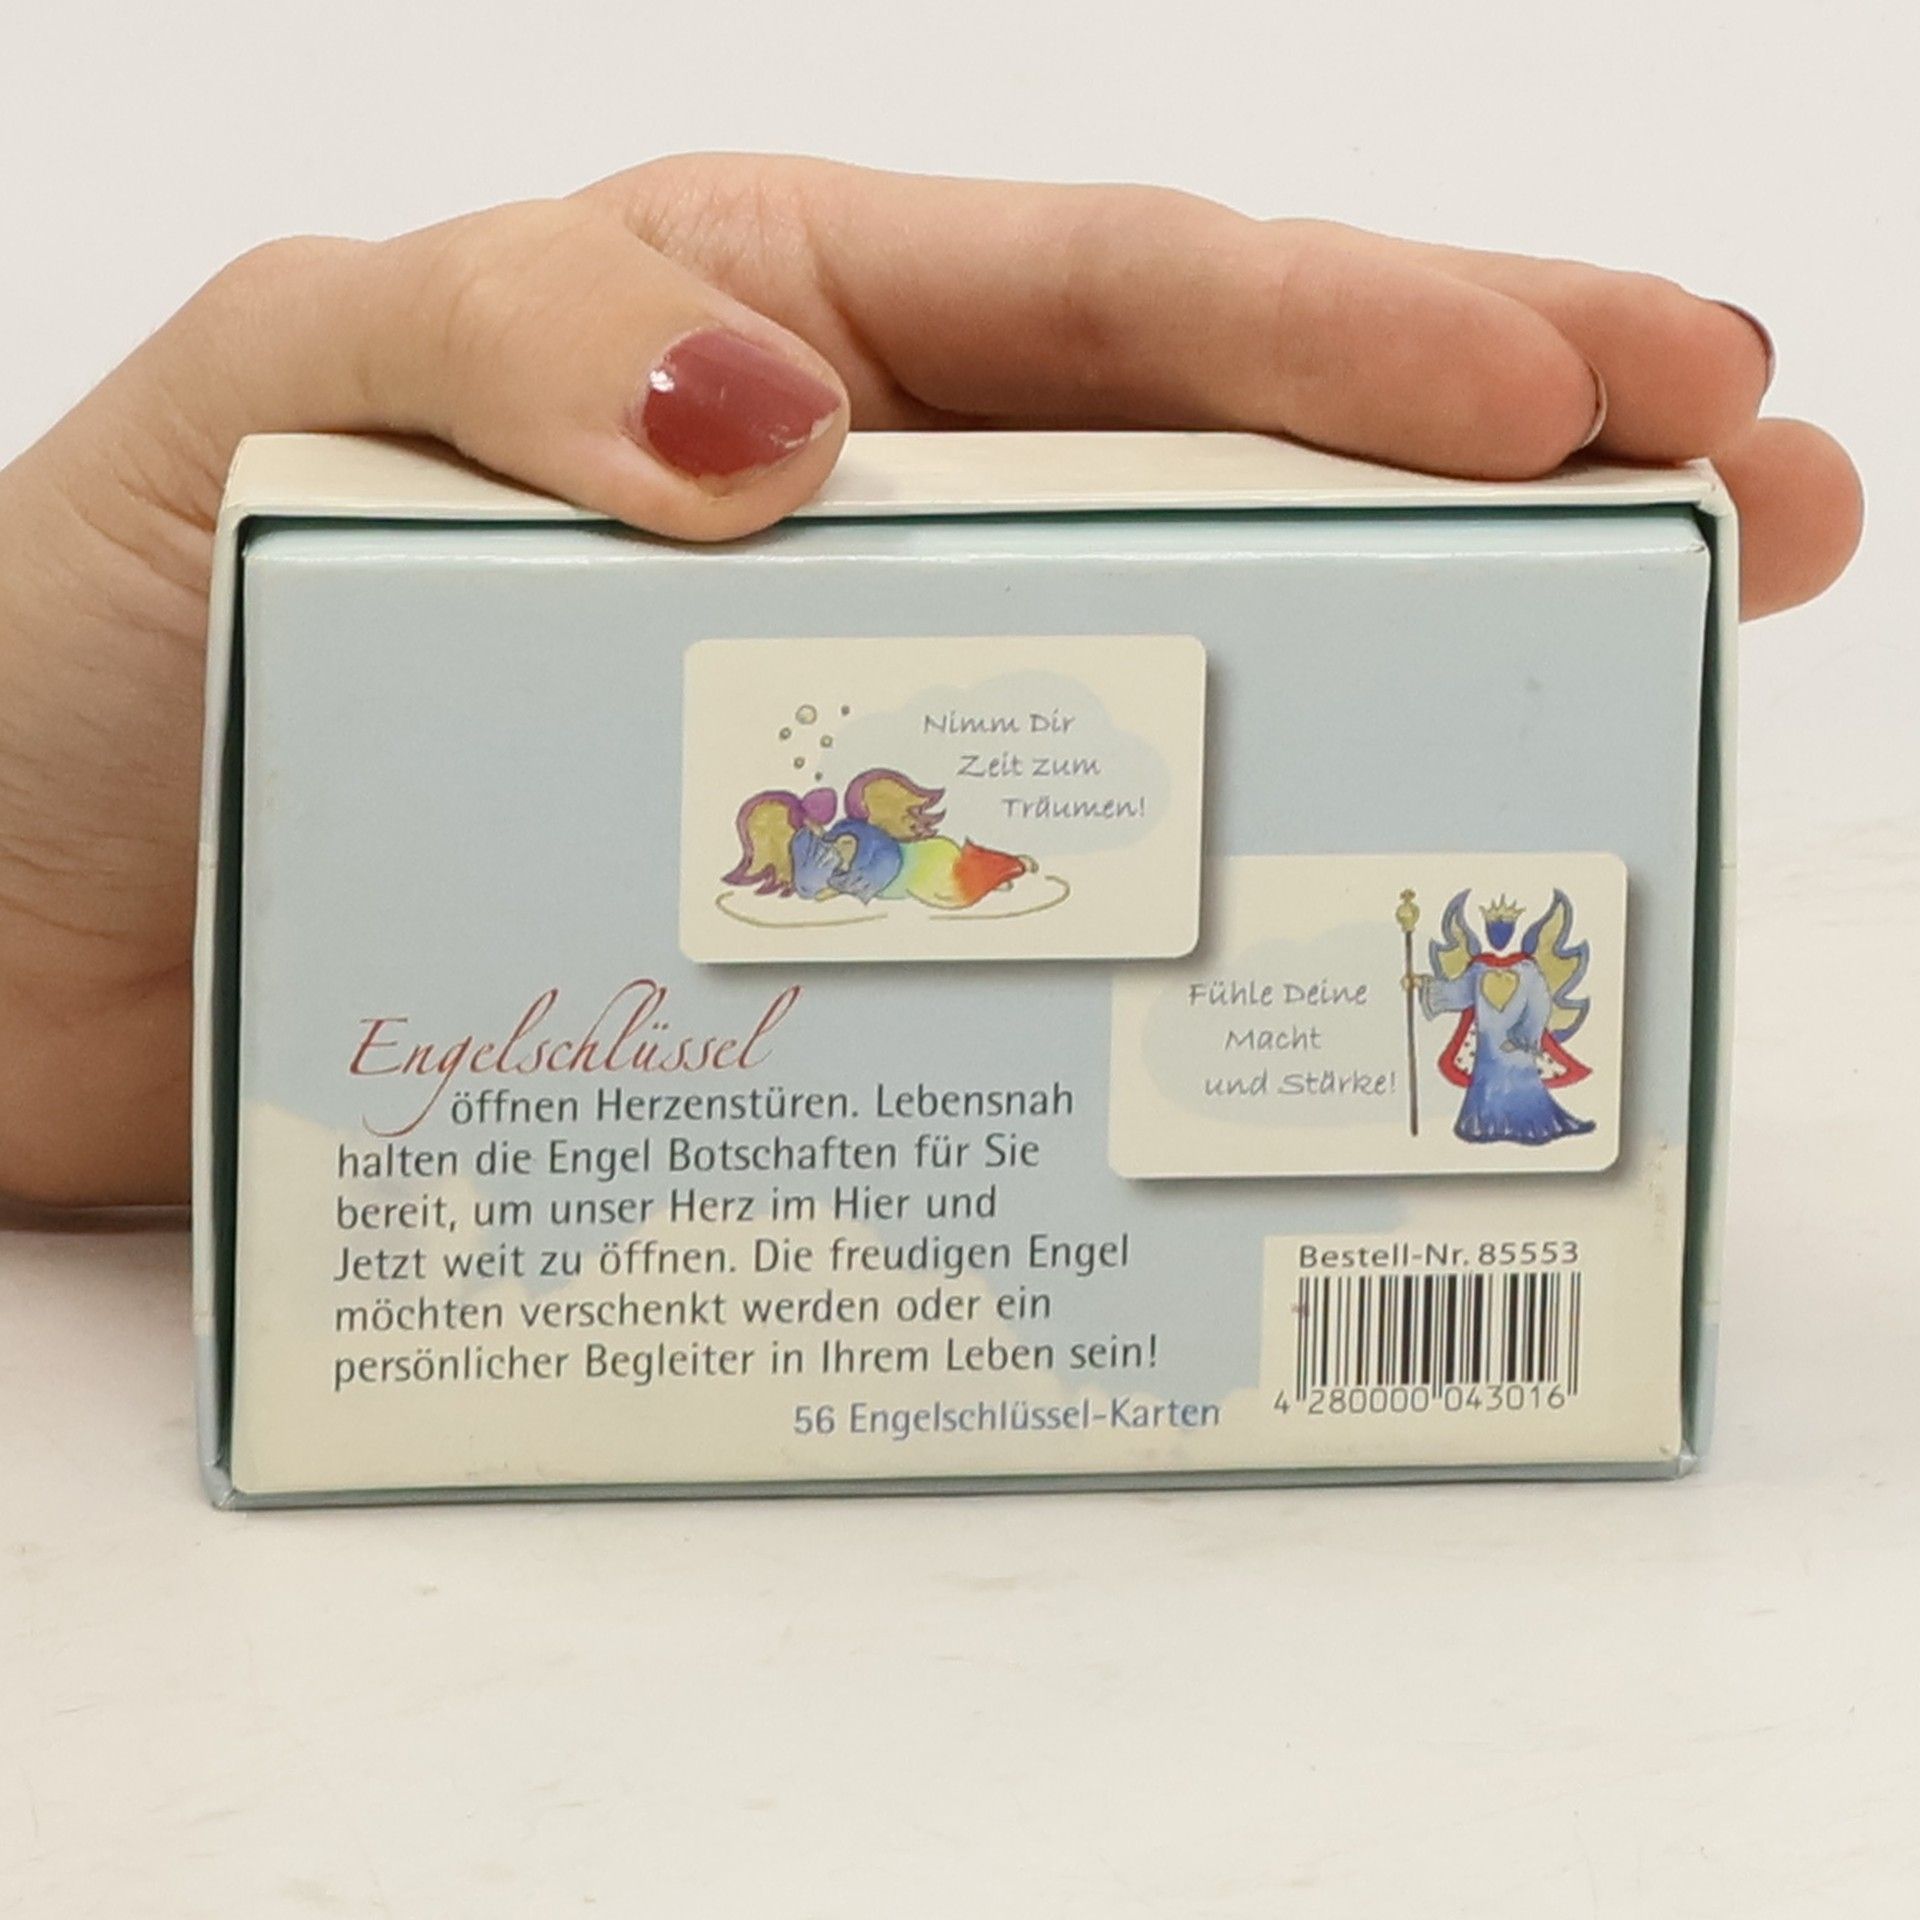 Nimm Dir
Zeit zum
Träumen!
Fühle Deine
Macht
und Stärke!
Engelschlüssel
öffnen Herzenstüren. Lebensnah
halten die Engel Botschaften für Sie
bereit, um unser Herz im Hier und
Jetzt weit zu öffnen. Die freudigen Engel
möchten verschenkt werden oder ein
persönlicher Begleiter in Ihrem Leben sein!
56 Engelschlüssel-Karten
Bestell-Nr. 85553
4 280000 043016